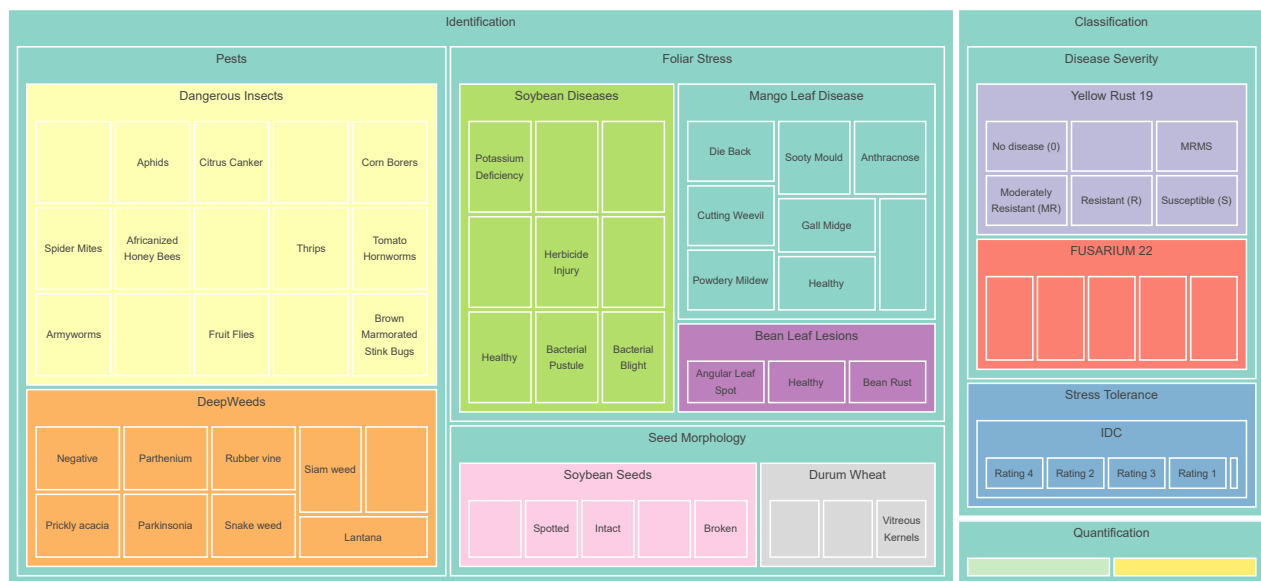 Identification
Pests
Dangerous Insects
Aphids
Citrus Canker
Corn Borers
Spider Mites
Africanized
Honey Bees
Thrips
Tomato
Hornworms
Armyworms
Fruit Flies
Brown
Marmorated
Stink Bugs
DeepWeeds
Negative
Parthenium
Rubber vine
Siam weed
Prickly acacia
Parkinsonia
Snake weed
Lantana
Foliar Stress
Soybean Diseases
Potassium
Deficiency
Herbicide
Injury
Healthy
Bacterial
Pustule
Bacterial
Blight
Mango Leaf Disease
Die Back
Sooty Mould
Anthracnose
Cutting Weevil
Gall Midge
Powdery Mildew
Healthy
Bean Leaf Lesions
Angular Leaf
Spot
Healthy
Bean Rust
Seed Morphology
Soybean Seeds
Spotted
Intact
Broken
Durum Wheat
Vitreous
Kernels
Classification
Disease Severity
Yellow Rust 19
No disease (0)
MRMS
Moderately
Resistant (MR)
Resistant (R)
Susceptible (S)
FUSARIUM 22
Stress Tolerance
IDC
Rating 4
Rating 2
Rating 3
Rating 1
Quantification